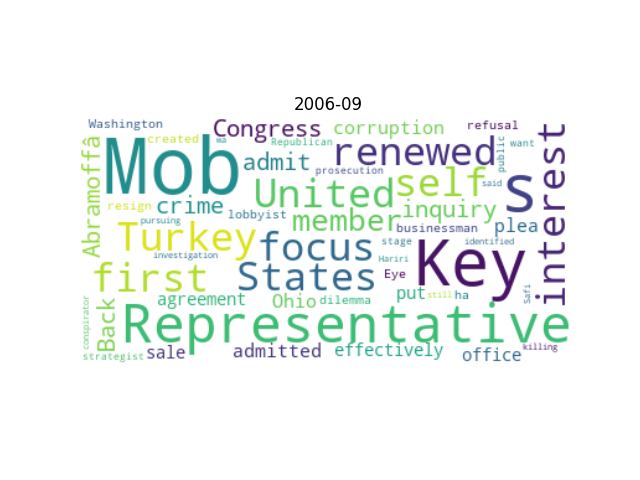 2006-09
Washington
Congress
corruption
refusal
created
wa
Republican
public
want
Mob
admit
renewed
interest
Abramoffâ
prosecution
self
s
said
resign
crime
United
member
inquiry
lobbyist
plea
pursuing
businessman
Turkey
focus
stage
identified
investigation
Hariri
Key
first
States
Eye
Back
agreement
Ohio
dilemma
put
still
ha
Safi
conspirator
Representative
strategist
sale
admitted
effectively
office
killing